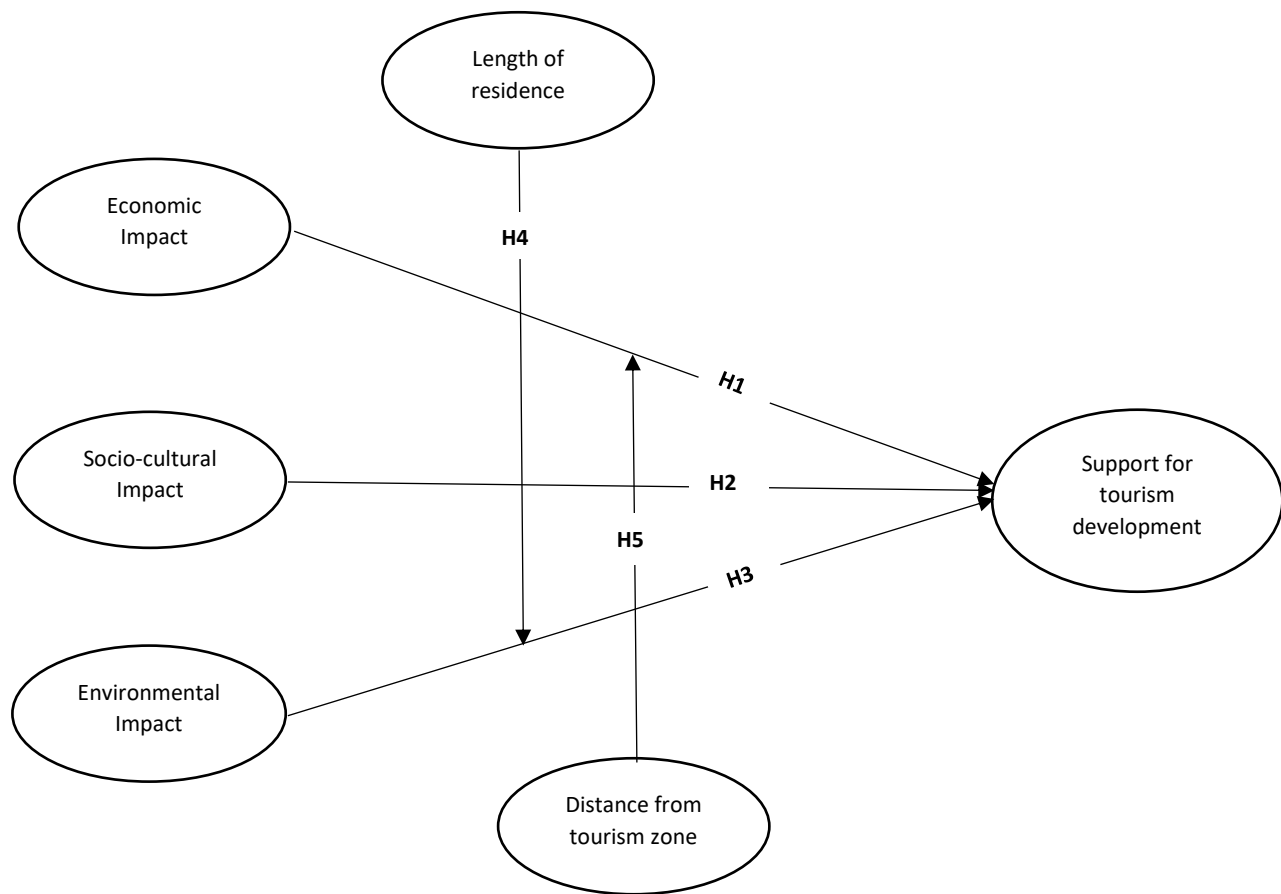 Length of
residence
Economic
Impact
H4
H1
Socio-cultural
Impact
H2
Support for
tourism
development
H5
H3
Environmental
Impact
Distance from
tourism zone